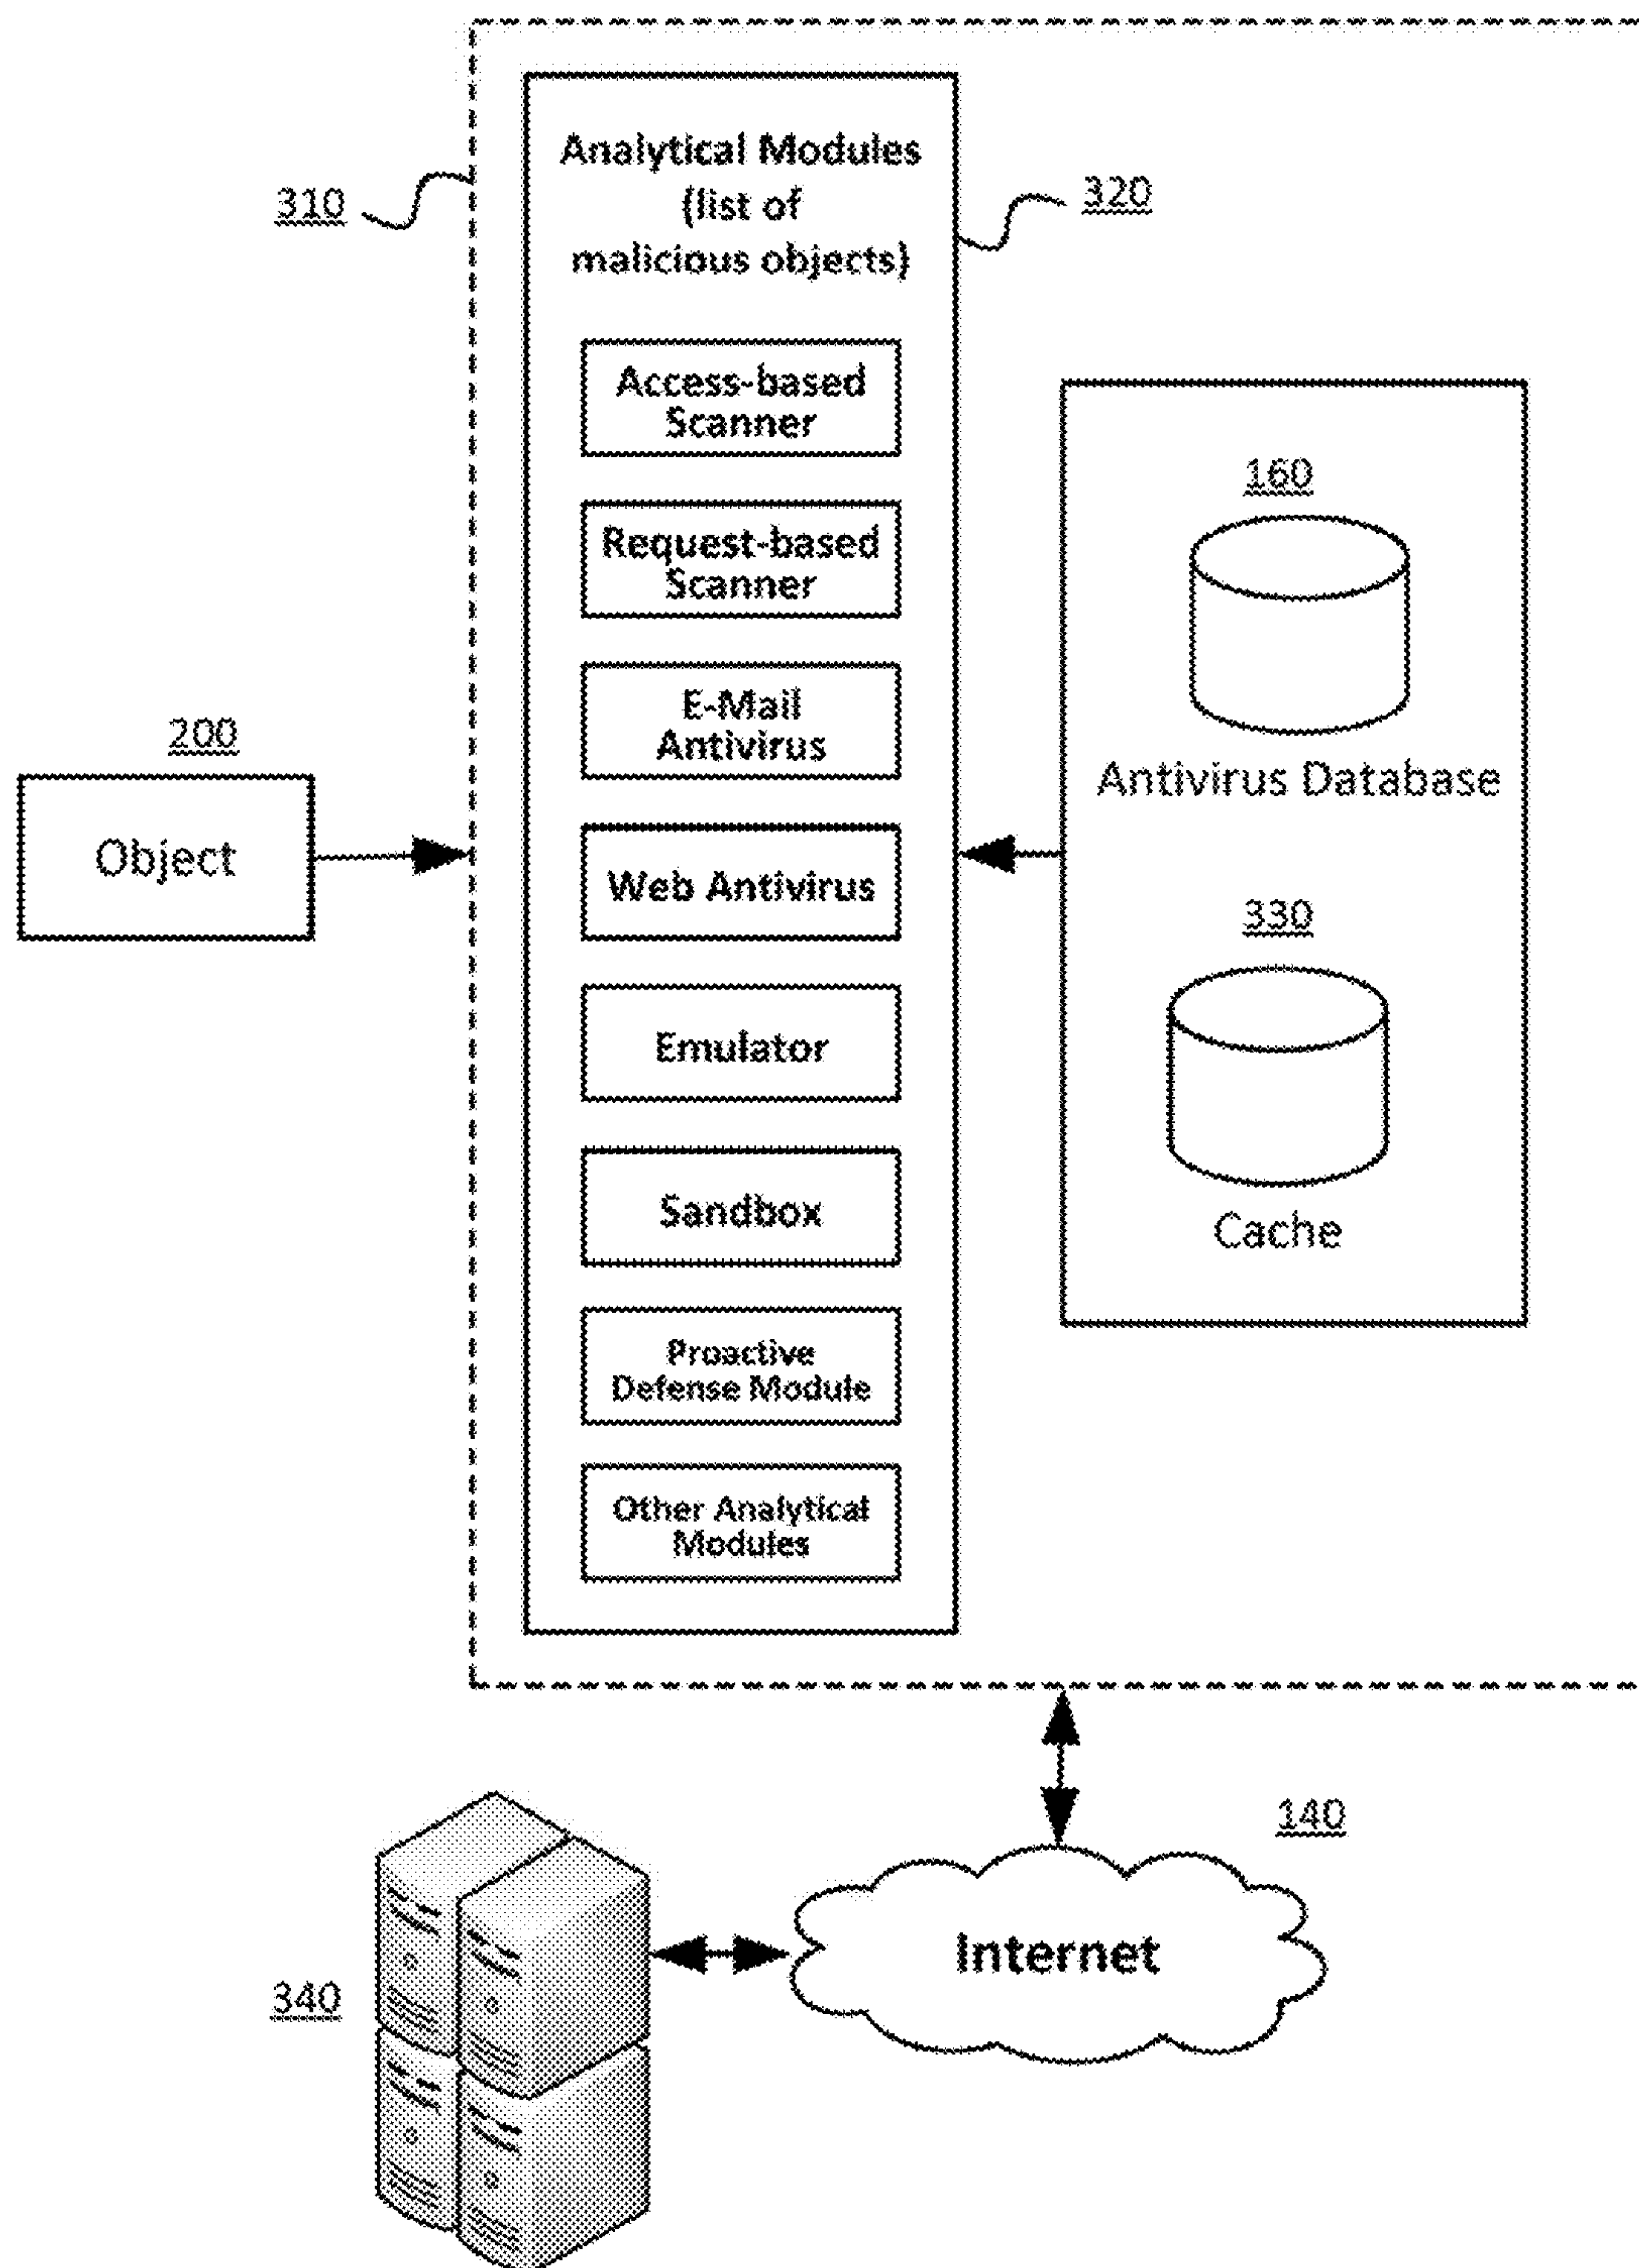 310
Analytical Modules
(list of
malicious objects)
320
Access-based
Scanner
Request-based
Scanner
E-Mail
Antivirus
Web Antivirus
Emulator
Sandbox
Proactive
Defense Module
Other Analytical
Modules
200
Object
160
Antivirus Database
330
Cache
140
Internet
340